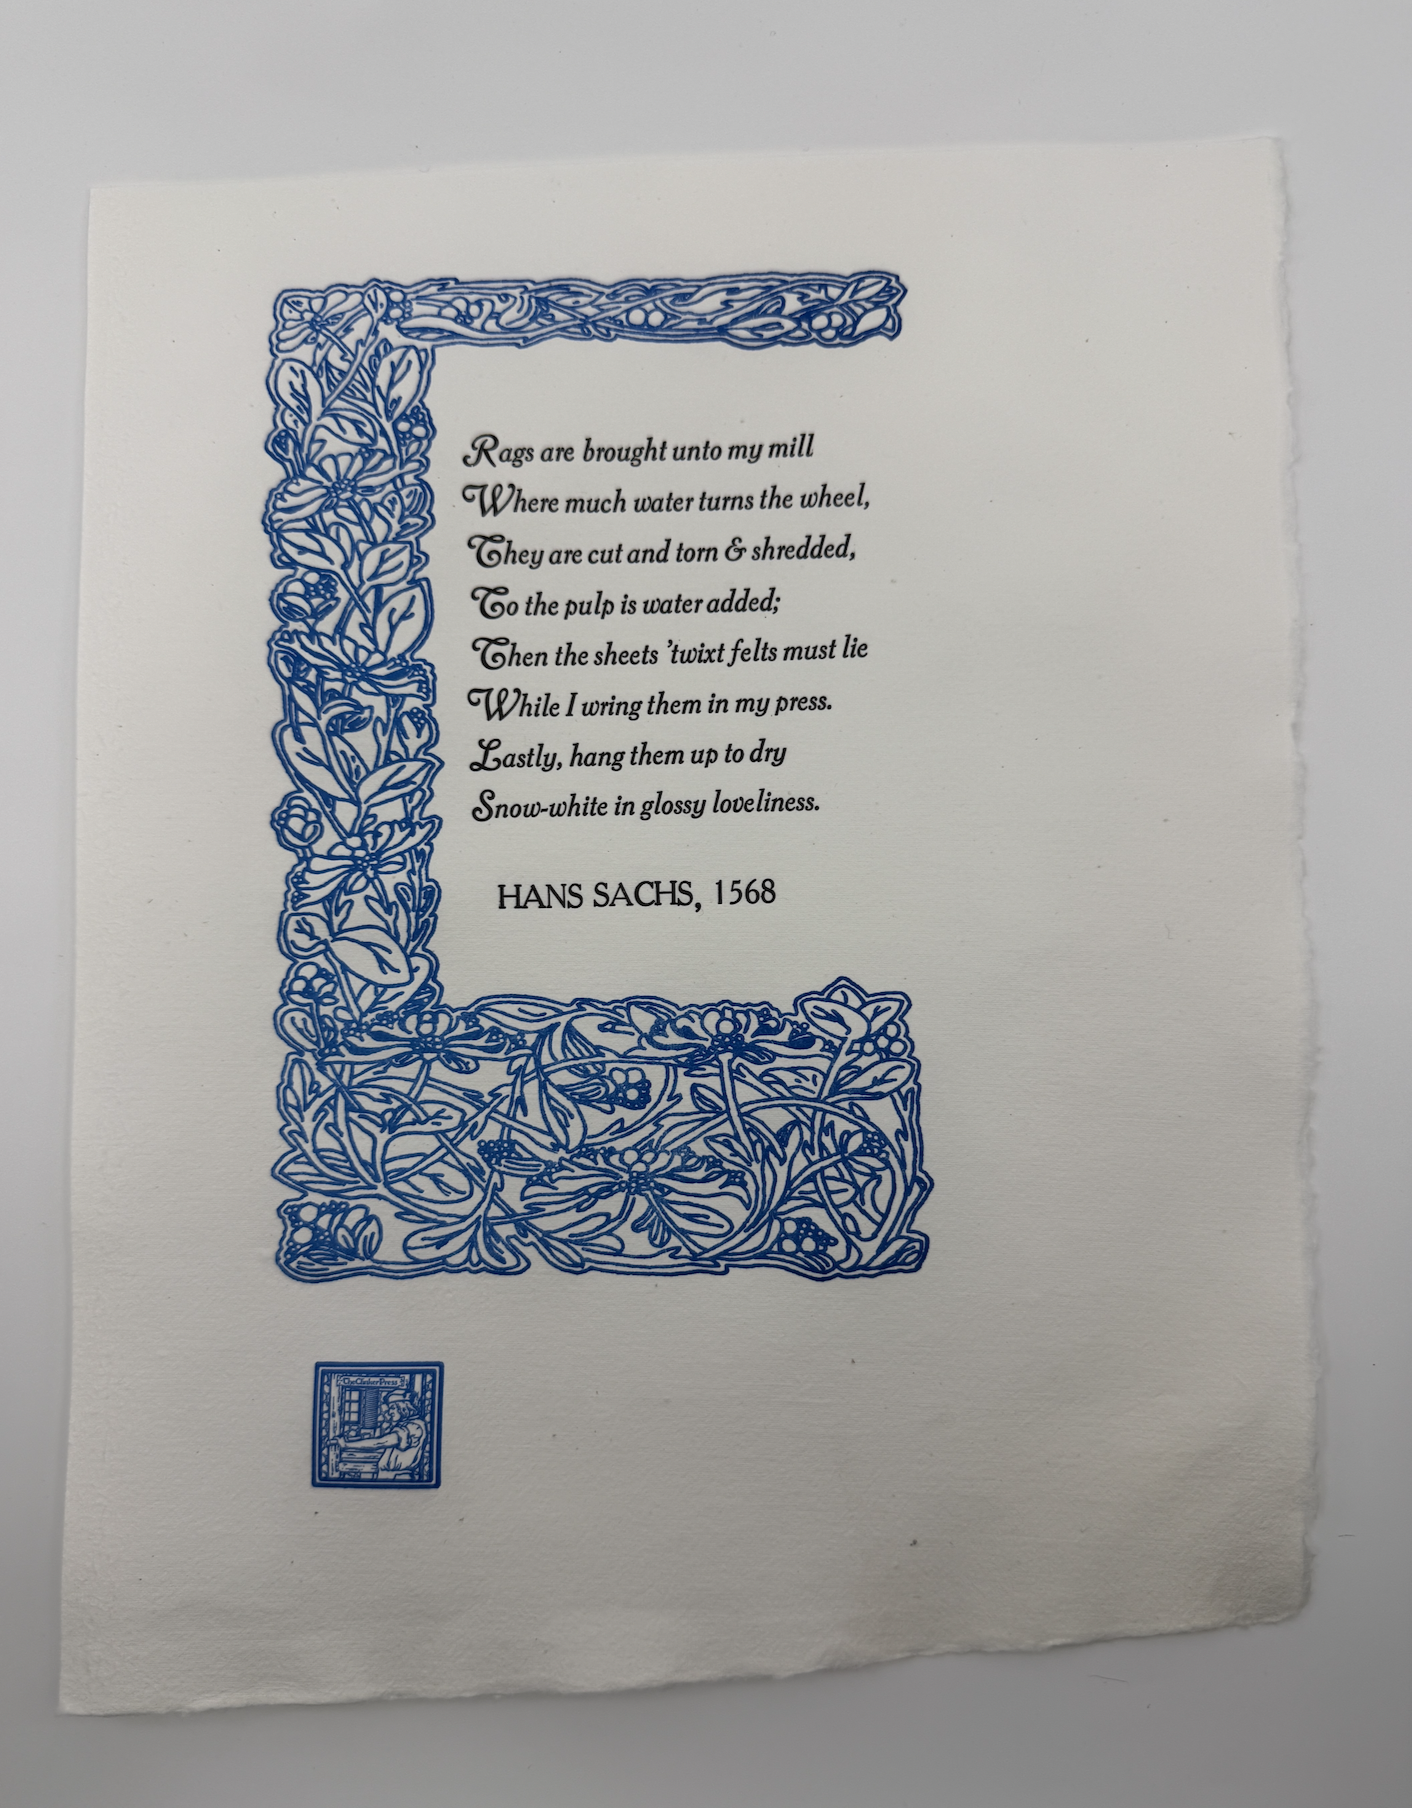 Rags are brought unto my mill
Where much water turns the wheel,
They are cut and torn & shredded,
To the pulp is water added;
Then the sheets 'twixt felts must lie
While I wring them in my press.
Lastly, hang them up to dry
Snow-white in glossy loveliness.
HANS SACHS, 1568